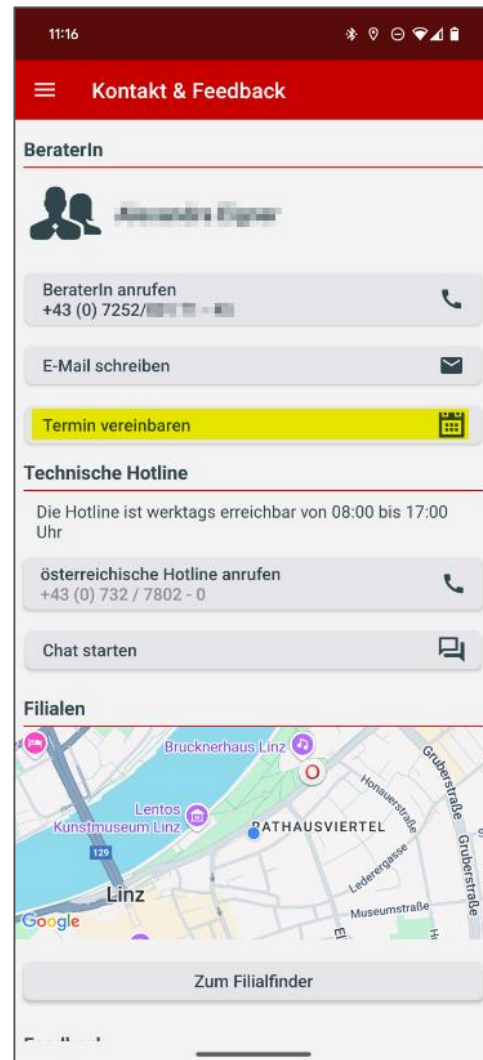 11:16
Kontakt & Feedback
BeraterIn
BeraterIn anrufen
+43 (0) 7252/
E-Mail schreiben
Termin vereinbaren
Technische Hotline
Die Hotline ist werktags erreichbar von 08:00 bis 17:00
Uhr
österreichische Hotline anrufen
+43 (0) 732 / 7802 - 0
Chat starten
Filialen
Brucknerhaus Linz
Gruberstraße
Honauerstraße
Lentos
Kunstmuseum Linz
RATHAUSVIERTEL
129
Gruberstraße
Ledergasse
Linz
Museumstraße
Google
Zum Filialfinder